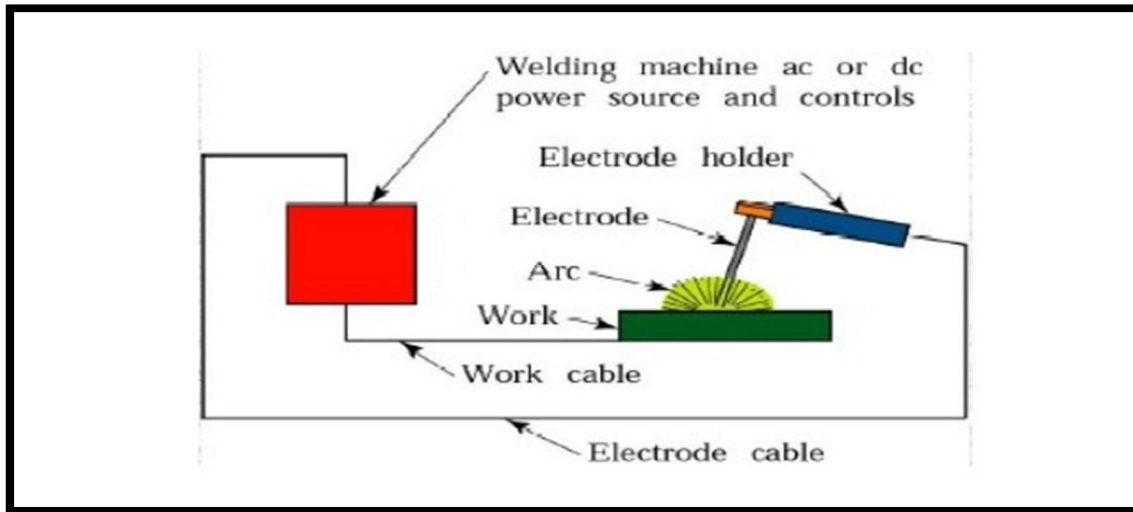 Welding machine ac or dc
power source and controls
Electrode holder
Electrode
Arc
Work
Work cable
Electrode cable